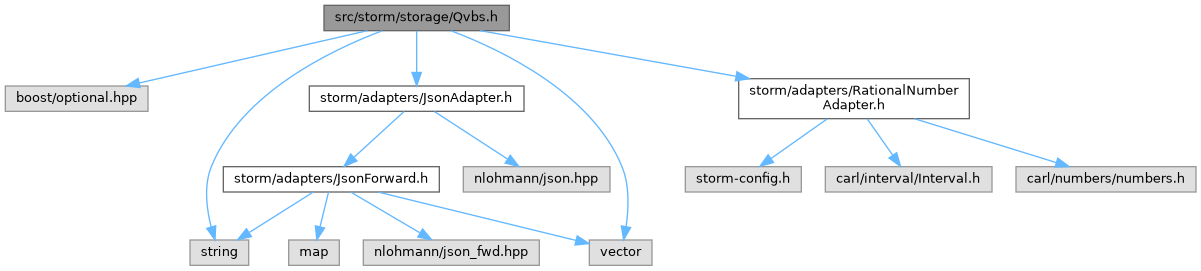 src/storm/storage/Qvbs.h
boost/optional.hpp
storm/adapters/JsonAdapter.h
storm/adapters/RationalNumber
Adapter.h
storm/adapters/JsonForward.h
nlohmann/json.hpp
storm-config.h
carl/interval/Interval.h
carl/numbers/numbers.h
string
map
nlohmann/json_fwd.hpp
vector